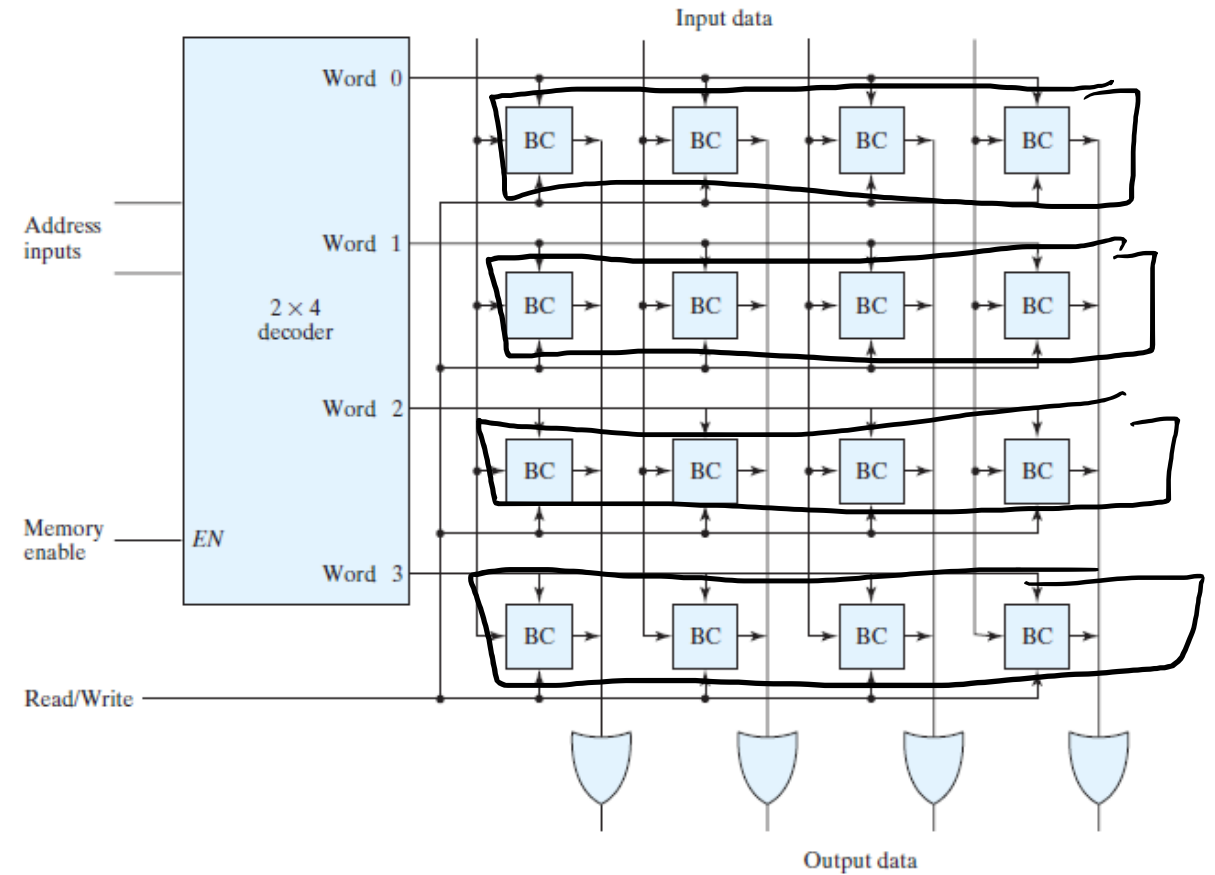 Input data
Word 0
BC BC BC BC
Address
inputs
Word 1
2 × 4
decoder
BC BC BC BC
Word 2
BC BC BC BC
Memory
enable
EN
Word 3
BC BC BC BC
Read/Write
Output data